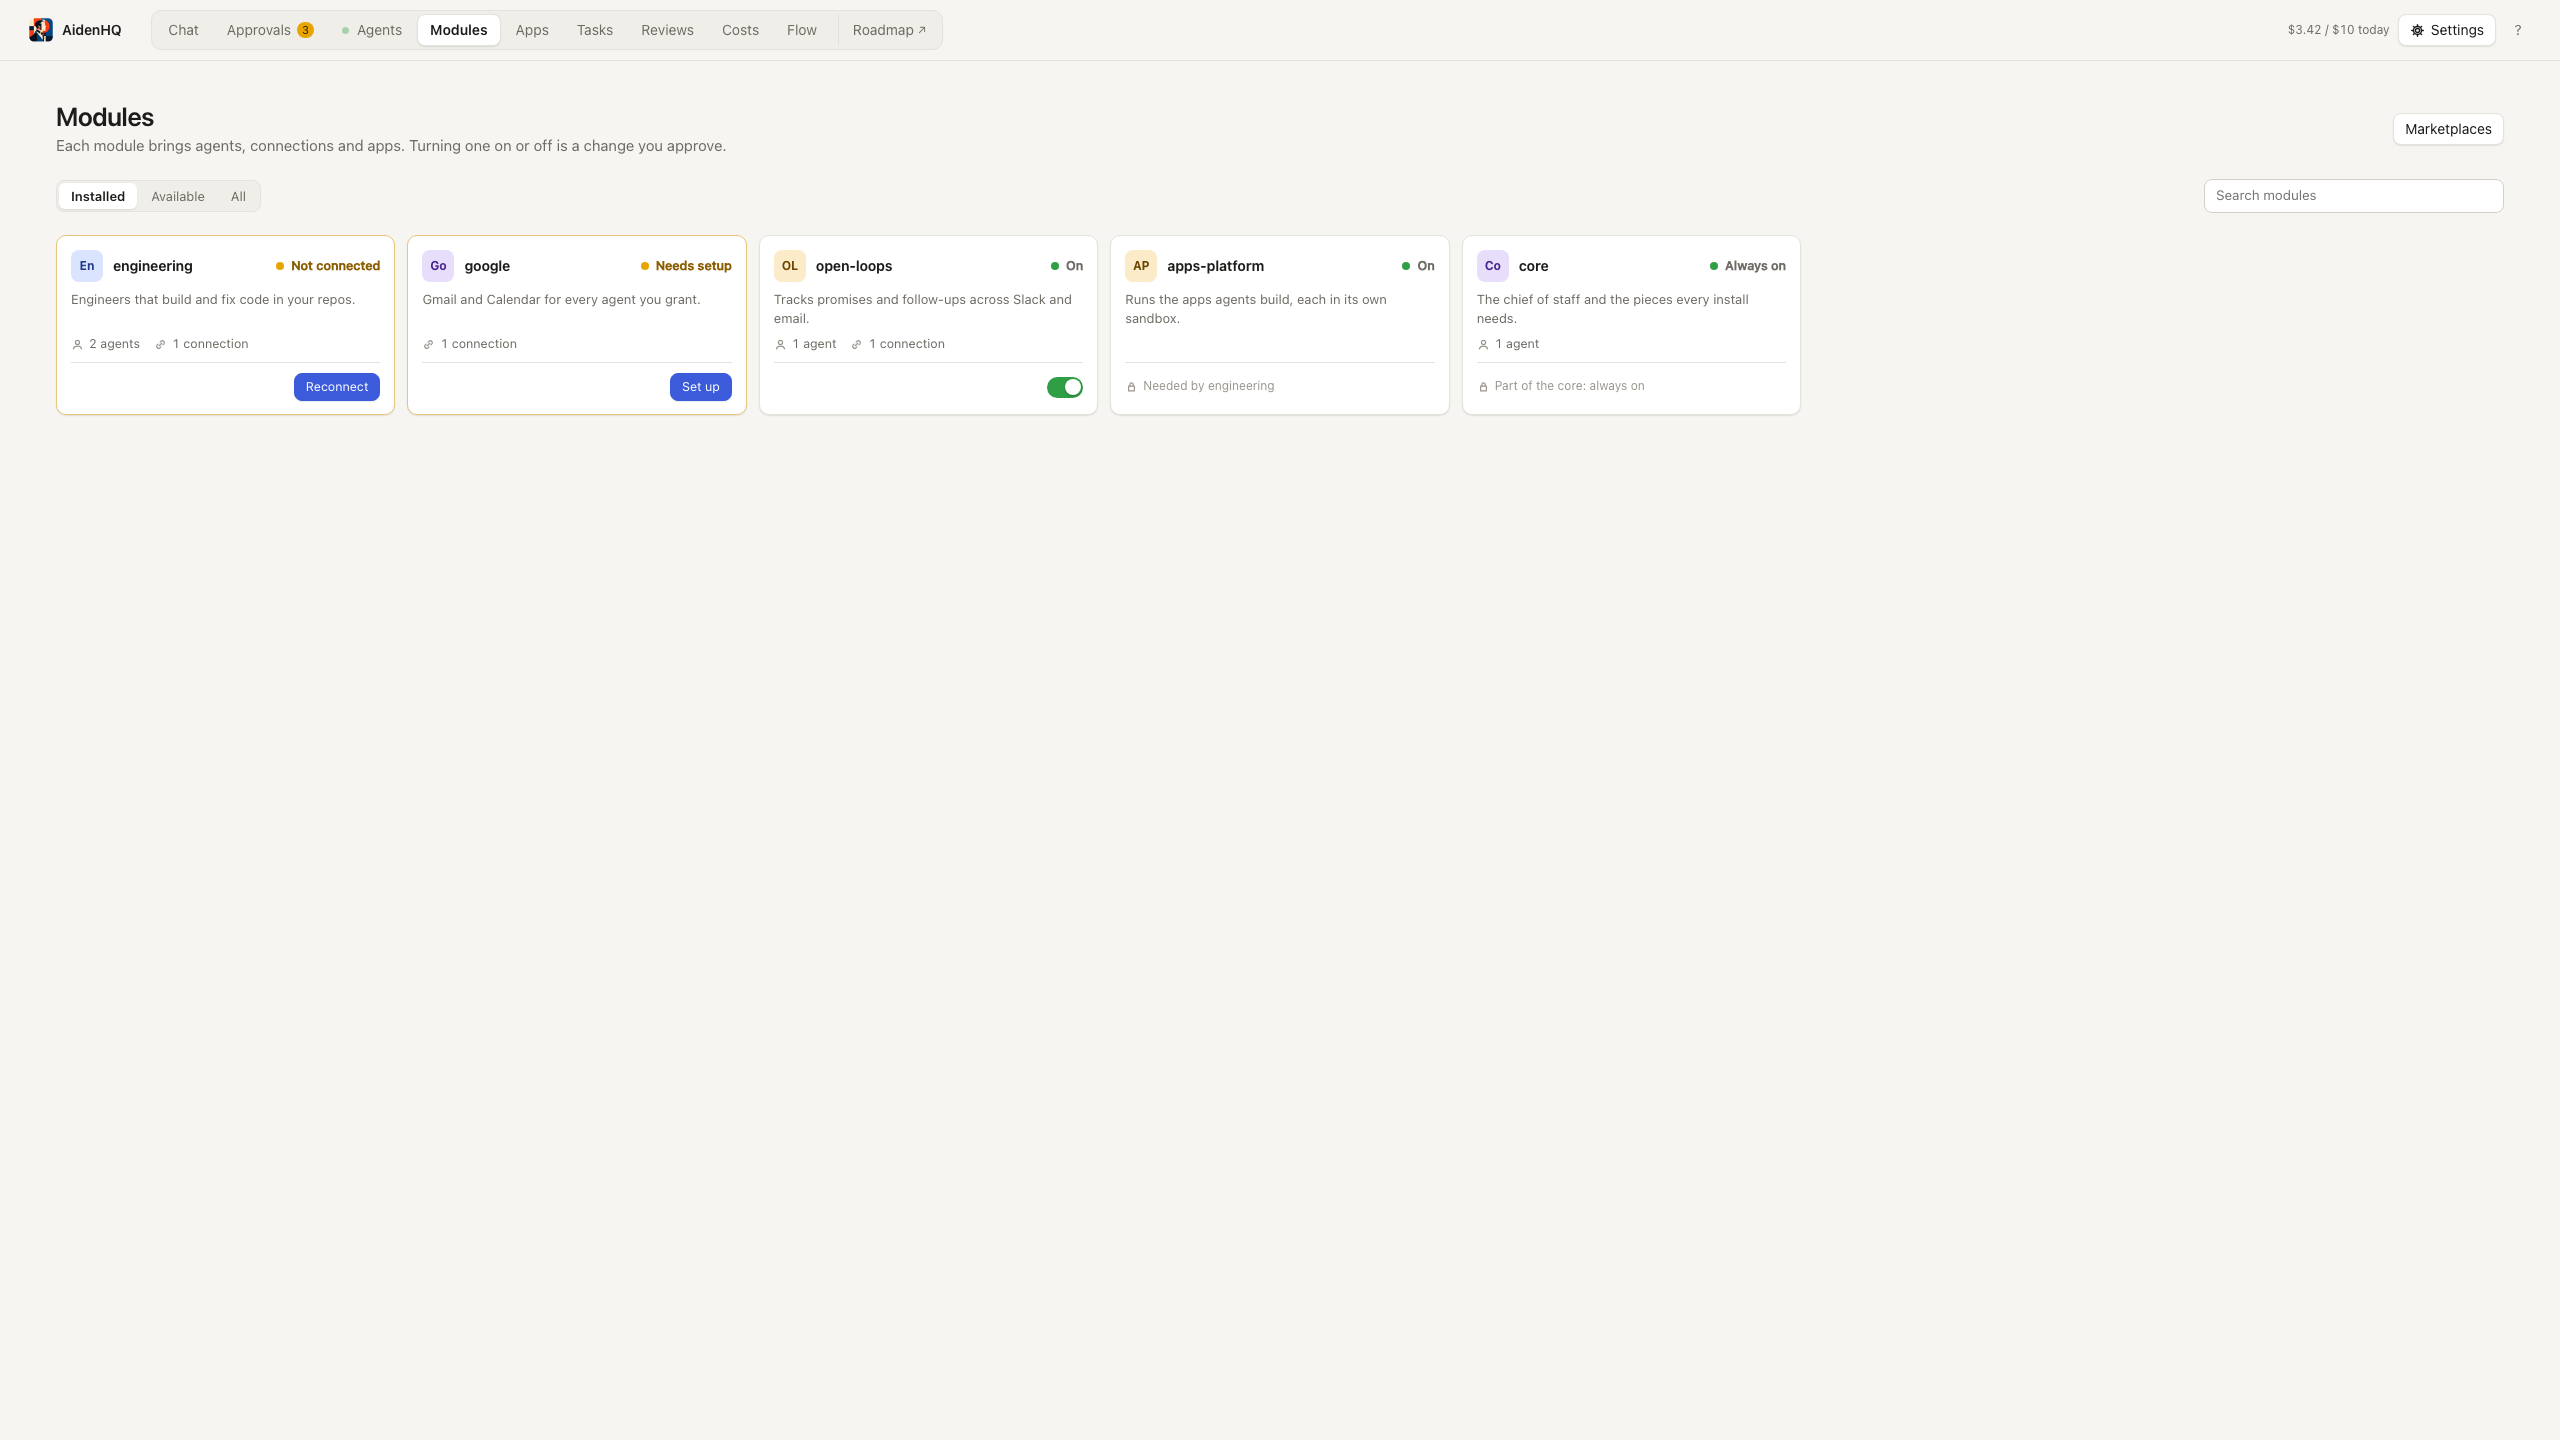 AidenHQ Chat Approvals 3 Agents Modules Apps Tasks Reviews Costs Flow Roadmap ↗ $3.42 / $10 today Settings ?
Modules
Each module brings agents, connections and apps. Turning one on or off is a change you approve.
Marketplaces
Installed Available All
Search modules
En engineering Not connected
Engineers that build and fix code in your repos.
2 agents 1 connection
Reconnect
Go google Needs setup
Gmail and Calendar for every agent you grant.
1 connection
Set up
OL open-loops On
Tracks promises and follow-ups across Slack and
email.
1 agent 1 connection
AP apps-platform On
Runs the apps agents build, each in its own
sandbox.
Needed by engineering
Co core Always on
The chief of staff and the pieces every install
needs.
1 agent
Part of the core: always on